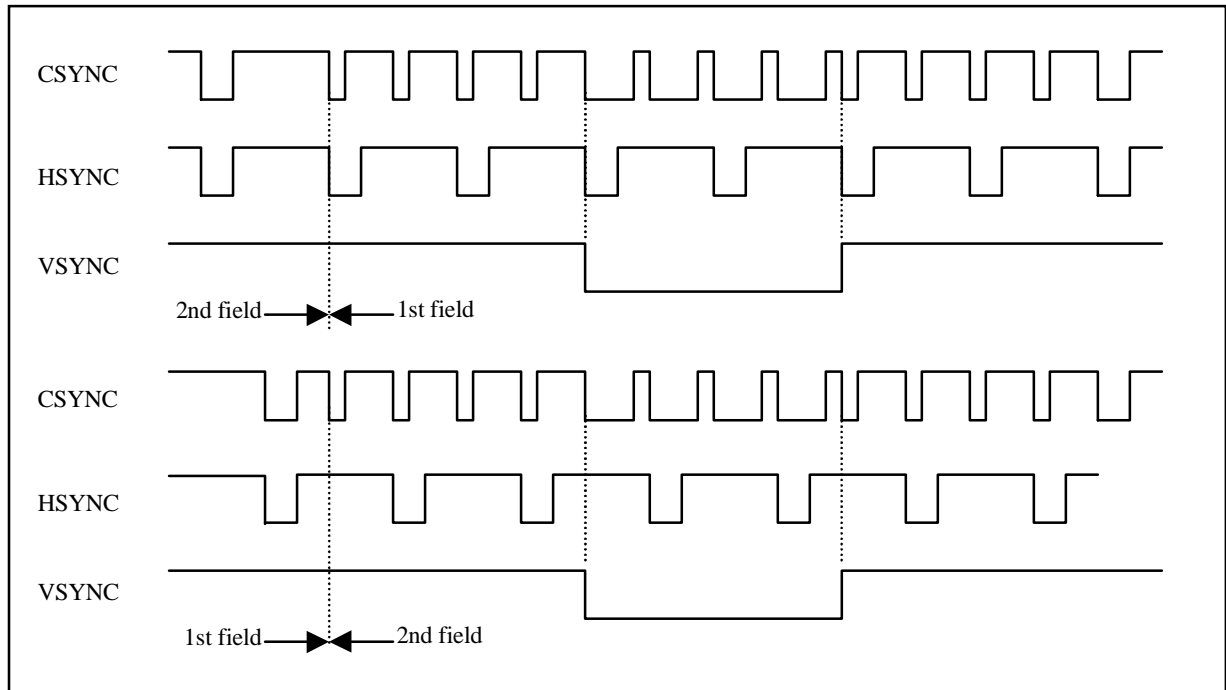 CSYNC
HSYNC
VSYNC
2nd field 1st field
CSYNC
HSYNC
VSYNC
1st field 2nd field